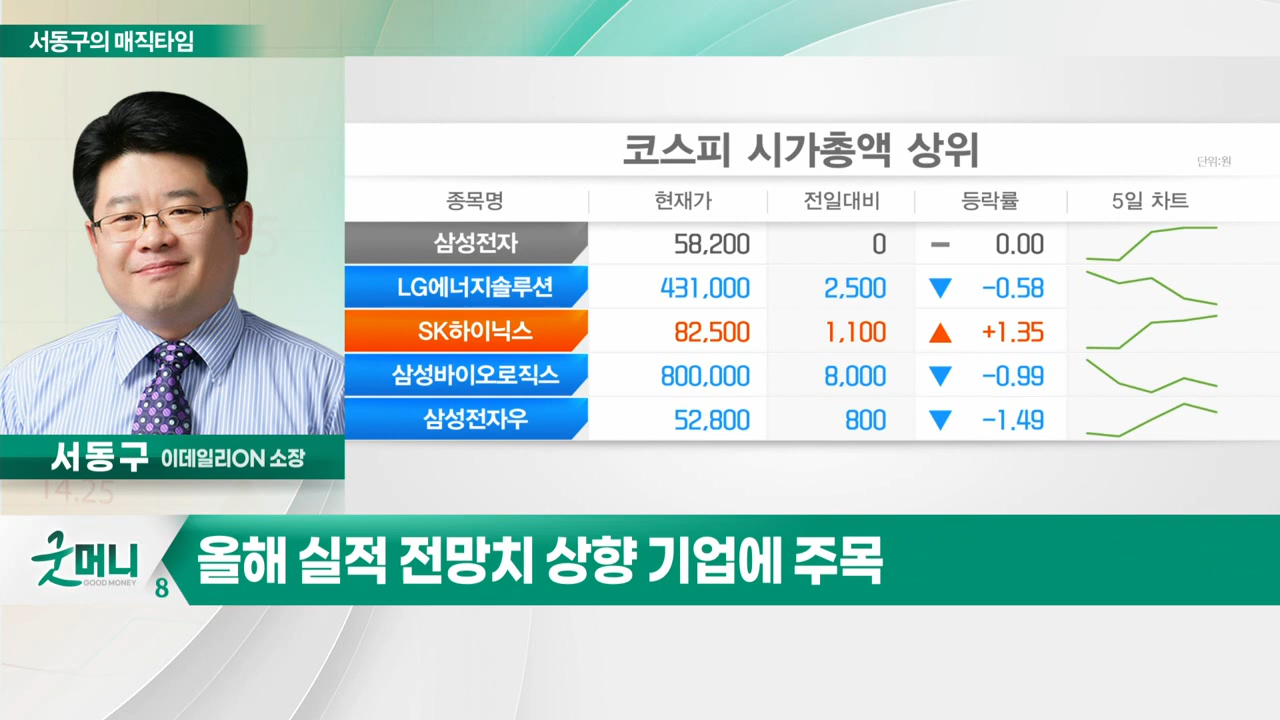 서동구의 매직타임
코스피 시가총액 상위
단위:원
종목명 현재가 전일대비 등락률 5일 차트
삼성전자 58,200 0 – 0.00
LG에너지솔루션 431,000 2,500 ▼ -0.58
SK하이닉스 82,500 1,100 ▲ +1.35
삼성바이오로직스 800,000 8,000 ▼ -0.99
삼성전자우 52,800 800 ▼ -1.49
서동구 이데일리ON 소장
14.25
굿머니
GOOD MONEY
8
올해 실적 전망치 상향 기업에 주목